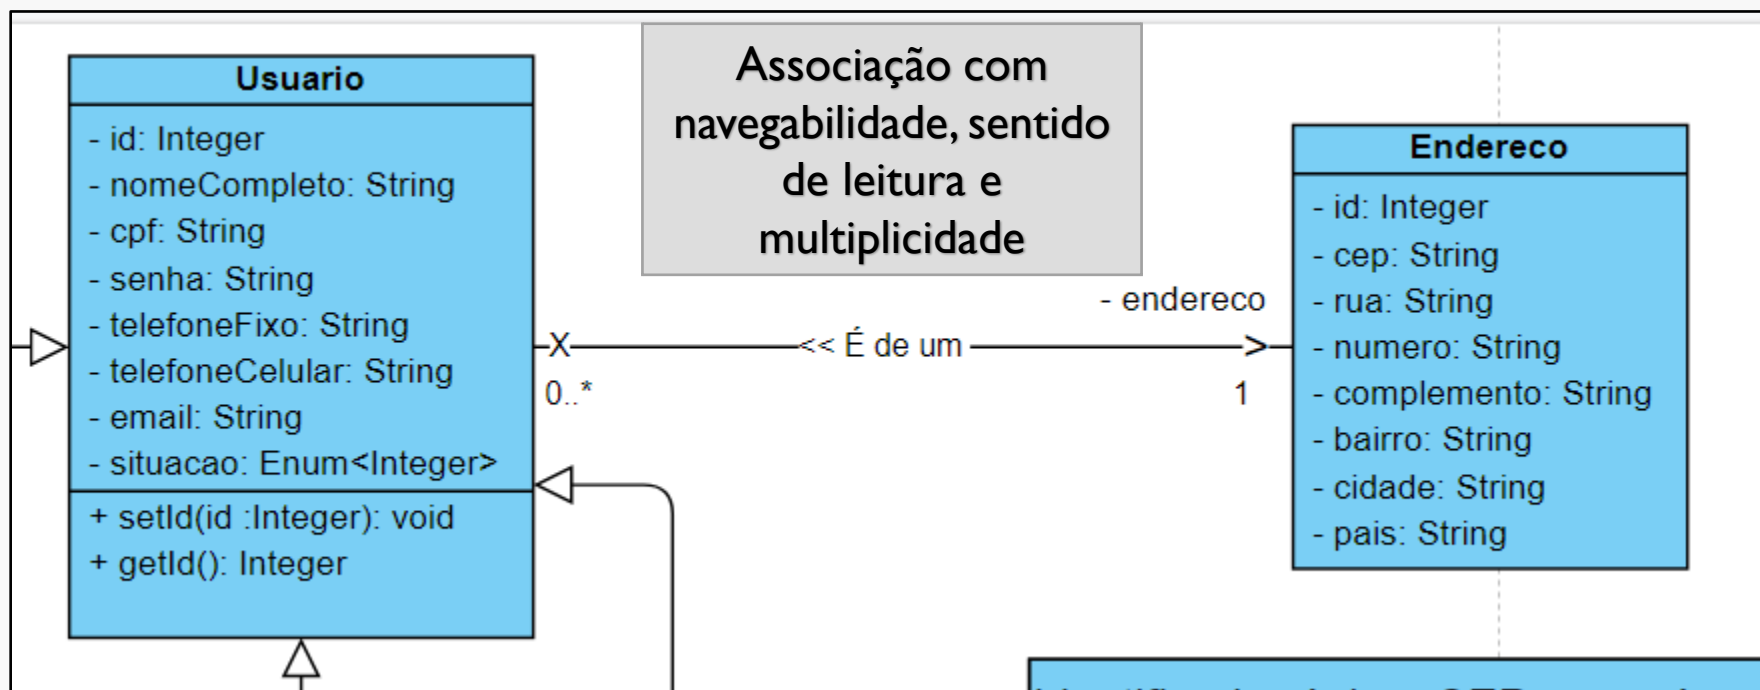 Associação com
navegabilidade, sentido
de leitura e
multiplicidade
Usuario
- id: Integer
- nomeCompleto: String
- cpf: String
- senha: String
- telefoneFixo: String
- telefoneCelular: String
- email: String
- situacao: Enum<Integer>
+ setId(id :Integer): void
+ getId(): Integer
X
0..*
<< É de um
- endereco
>
1
Endereco
- id: Integer
- cep: String
- rua: String
- numero: String
- complemento: String
- bairro: String
- cidade: String
- pais: String